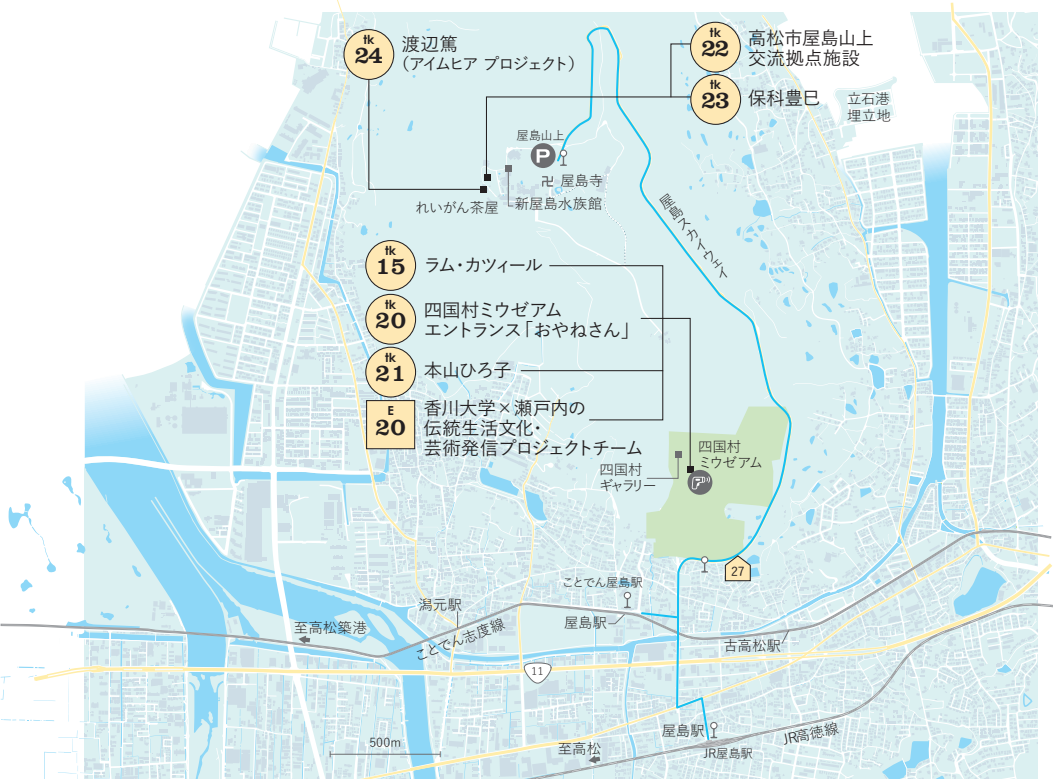 tk
24
渡辺篤
（アイムヒア プロジェクト）
tk
22
高松市屋島山上
交流拠点施設
tk
23
保科豊巳
立石港
埋立地
屋島山上
P
卍 屋島寺
れいがん茶屋
新屋島水族館
屋島スカイウェイ
tk
15
ラム・カツィール
tk
20
四国村ミウゼアム
エントランス「おやねさん」
tk
21
本山ひろ子
E
20
香川大学×瀬戸内の
伝統生活文化・
芸術発信プロジェクトチーム
四国村
ミウゼアム
四国村
ギャラリー
27
ことでん屋島駅
潟元駅
屋島駅
至高松築港
ことでん志度線
古高松駅
11
屋島駅
JR屋島駅
JR高徳線
500m
至高松